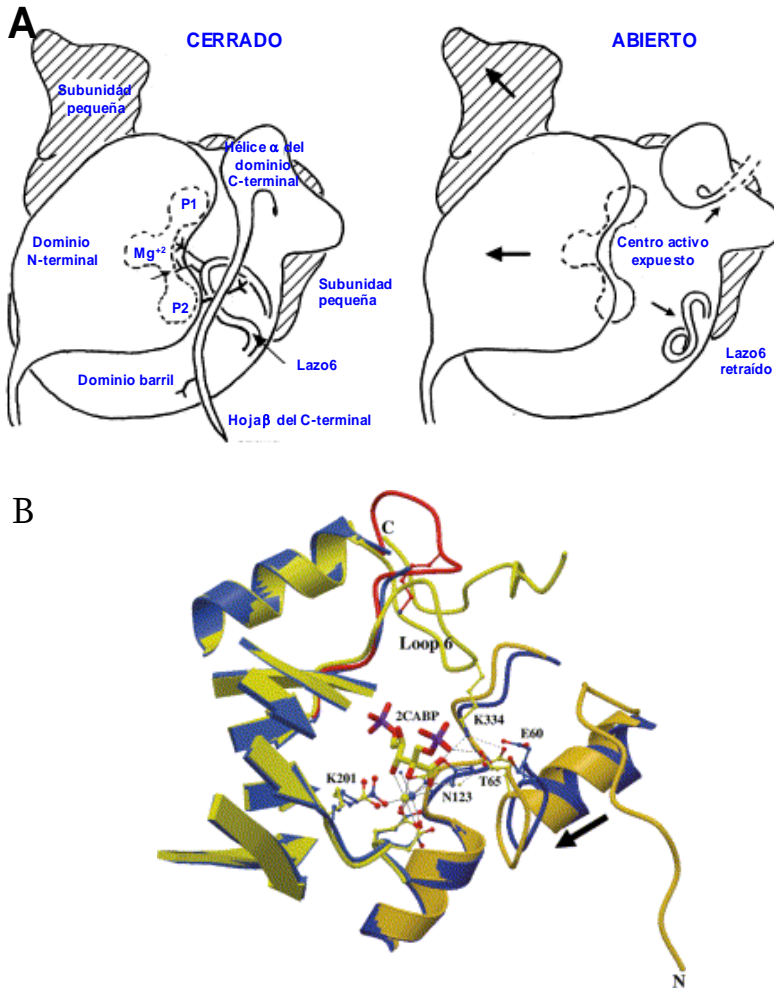 A
CERRADO
Subunidad
pequeña
Hélice α del
dominio
C-terminal
P1
Mg+2
Dominio
N-terminal
P2
Subunidad
pequeña
Dominio barril
Lazo6
Hojaβ del C-terminal
ABIERTO
Centro activo
expuesto
Lazo6
retraído
B
C
Loop 6
2CABP
K334
E60
K201
N123
T65
N